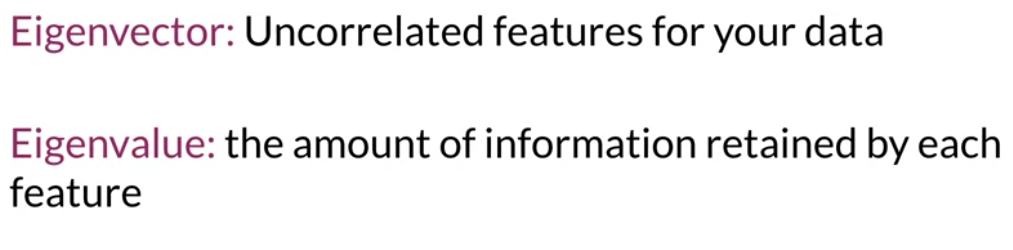 Eigenvector: Uncorrelated features for your data
Eigenvalue: the amount of information retained by each
feature